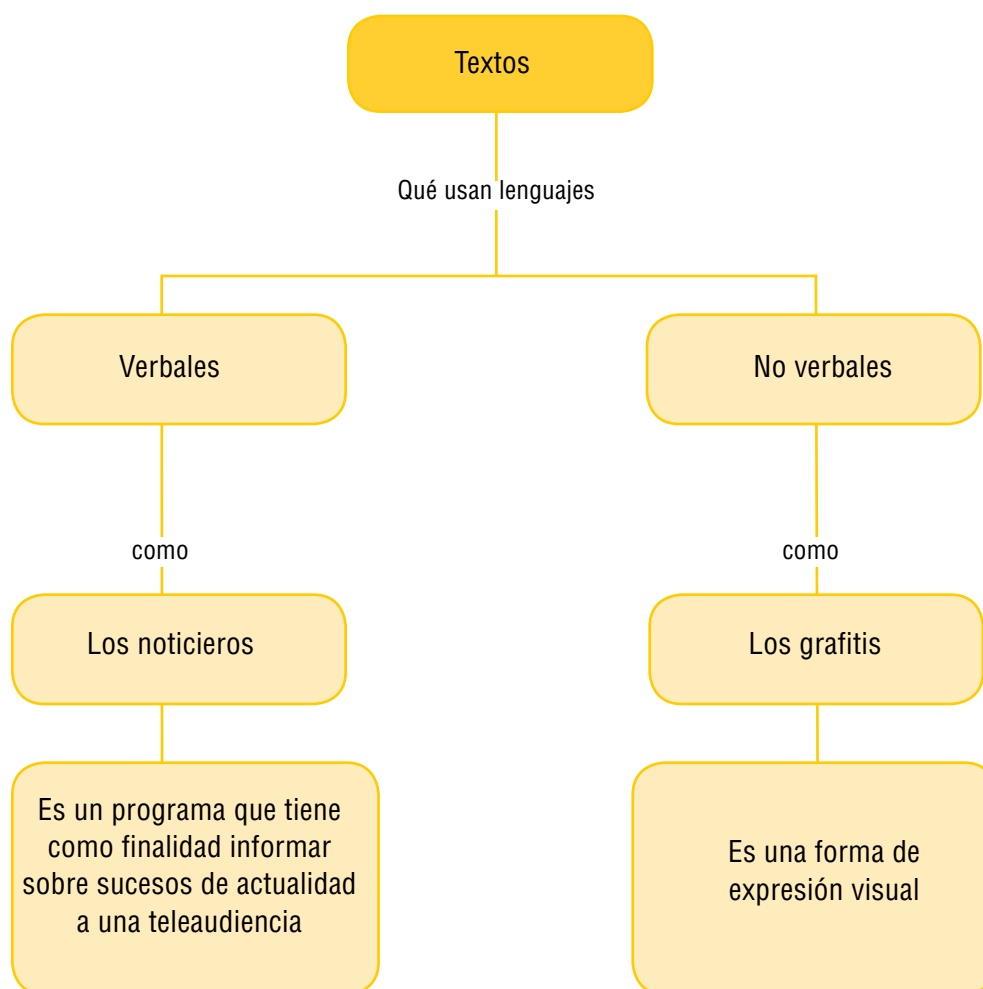 Textos
Qué usan lenguajes
Verbales
No verbales
como
como
Los noticieros
Los grafitis
Es un programa que tiene
como finalidad informar
sobre sucesos de actualidad
a una teleaudiencia
Es una forma de
expresión visual